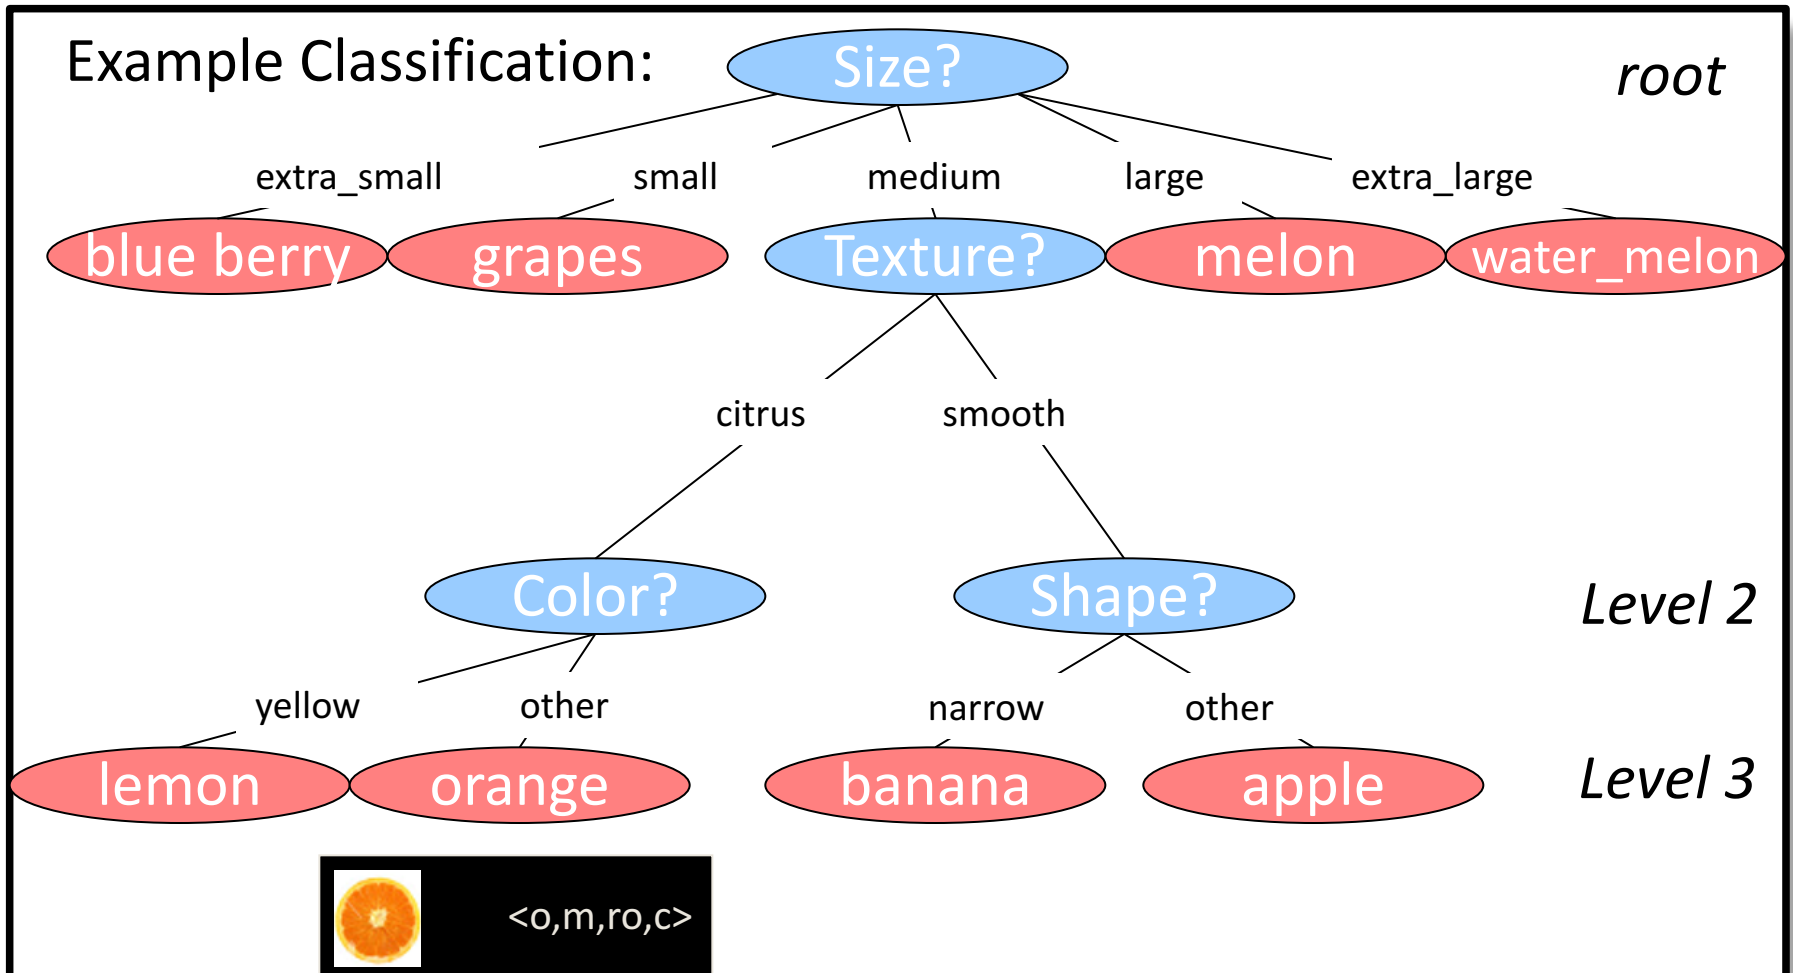 Example Classification:
Size?
root
extra_small
small
medium
large
extra_large
blue berry
grapes
Texture?
melon
water_melon
citrus
smooth
Color?
Shape?
Level 2
yellow
other
narrow
other
lemon
orange
banana
apple
Level 3
<o,m,ro,c>